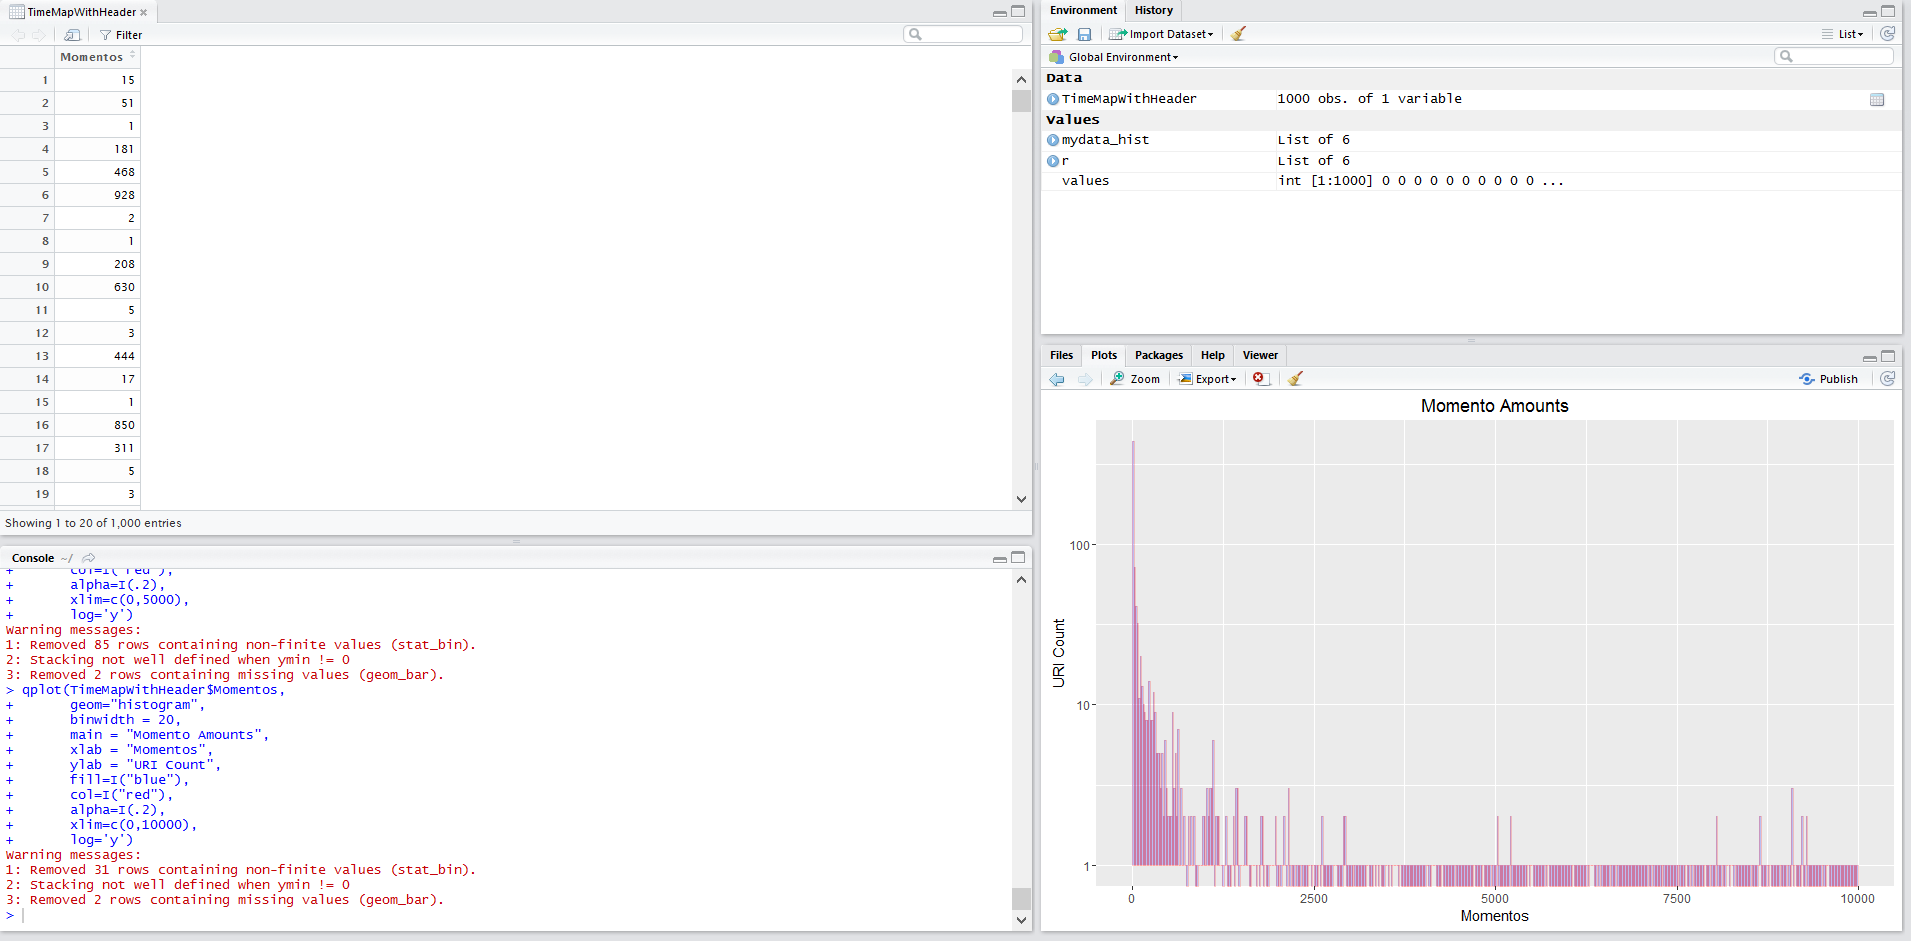 TimeMapWithHeader
Filter
Momentos
1 15
2 51
3 1
4 181
5 468
6 928
7 2
8 1
9 208
10 630
11 5
12 3
13 444
14 17
15 1
16 850
17 311
18 5
19 3
Showing 1 to 20 of 1,000 entries
Console ~/
+ col=I("red"),
+ alpha=I(.2),
+ xlim=c(0,5000),
+ log='y')
Warning messages:
1: Removed 85 rows containing non-finite values (stat_bin).
2: Stacking not well defined when ymin != 0
3: Removed 2 rows containing missing values (geom_bar).
> qplot(TimeMapWithHeader$Momentos,
+ geom="histogram",
+ binwidth = 20,
+ main = "Momento Amounts",
+ xlab = "Momentos",
+ ylab = "URI Count",
+ fill=I("blue"),
+ col=I("red"),
+ alpha=I(.2),
+ xlim=c(0,10000),
+ log='y')
Warning messages:
1: Removed 31 rows containing non-finite values (stat_bin).
2: Stacking not well defined when ymin != 0
3: Removed 2 rows containing missing values (geom_bar).
>
Environment History
Import Dataset List
Global Environment
Data
TimeMapWithHeader 1000 obs. of 1 variable
Values
mydata_hist List of 6
r List of 6
values int [1:1000] 0 0 0 0 0 0 0 0 0 0 ...
Files Plots Packages Help Viewer
Zoom Export Publish
Momento Amounts
URI Count
100
10
1
0 2500 5000 7500 10000
Momentos